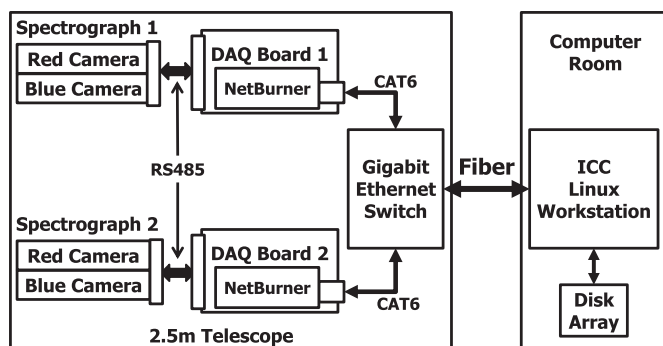 Spectrograph 1
Red Camera
Blue Camera
DAQ Board 1
NetBurner
CAT6
RS485
Gigabit
Ethernet
Switch
Fiber
Computer
Room
ICC
Linux
Workstation
Disk
Array
Spectrograph 2
Red Camera
Blue Camera
DAQ Board 2
NetBurner
CAT6
2.5m Telescope